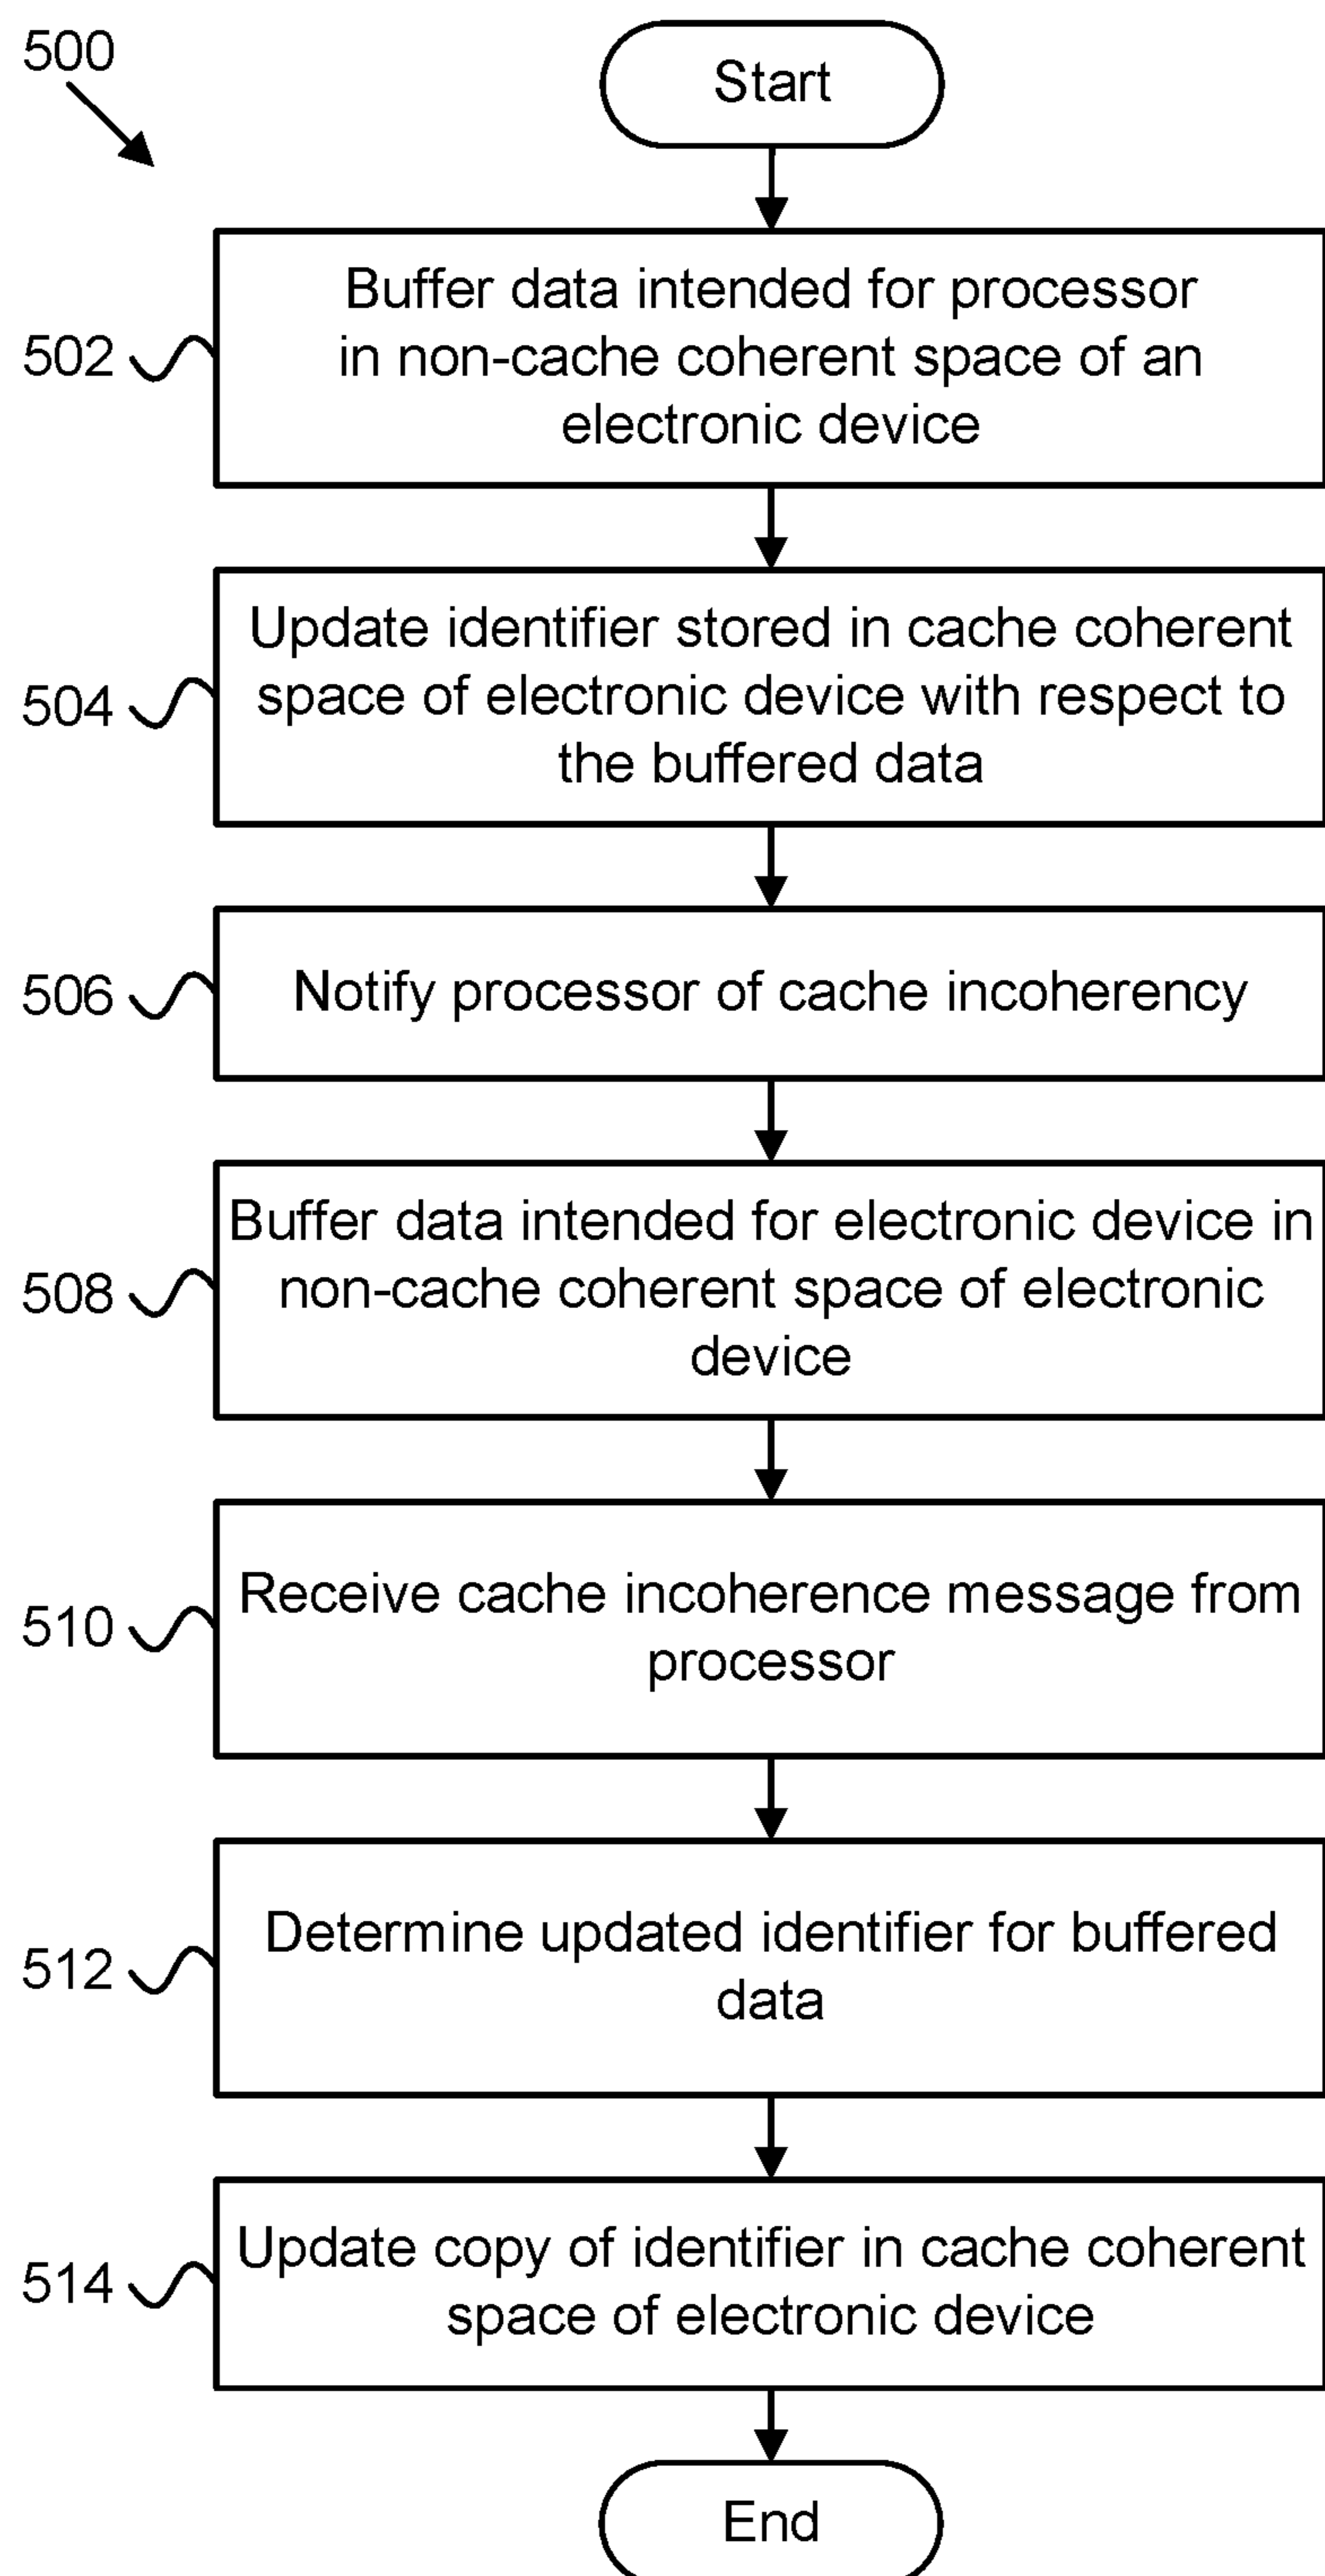 500
Start
Buffer data intended for processor
in non-cache coherent space of an
electronic device
502
Update identifier stored in cache coherent
space of electronic device with respect to
the buffered data
504
Notify processor of cache incoherency
506
Buffer data intended for electronic device in
non-cache coherent space of electronic
device
508
Receive cache incoherence message from
processor
510
Determine updated identifier for buffered
data
512
Update copy of identifier in cache coherent
space of electronic device
514
End